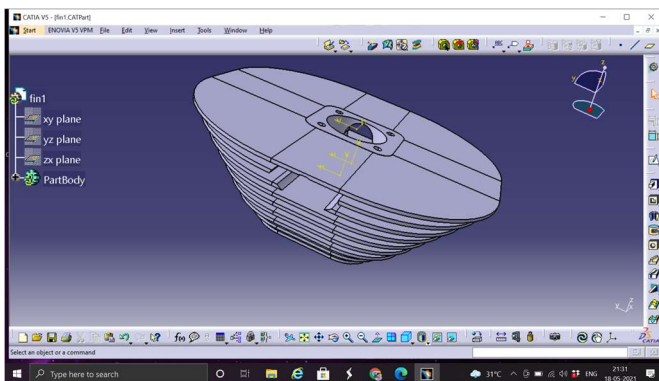 CATIA V5 - [fin1.CATPart]
Start ENOVIA V5 VPM File Edit View Insert Tools Window Help
fin1
xy plane
yz plane
zx plane
PartBody
z
y
Select an object or a command
Type here to search
31°C
ENG
21:31
18-05-2021